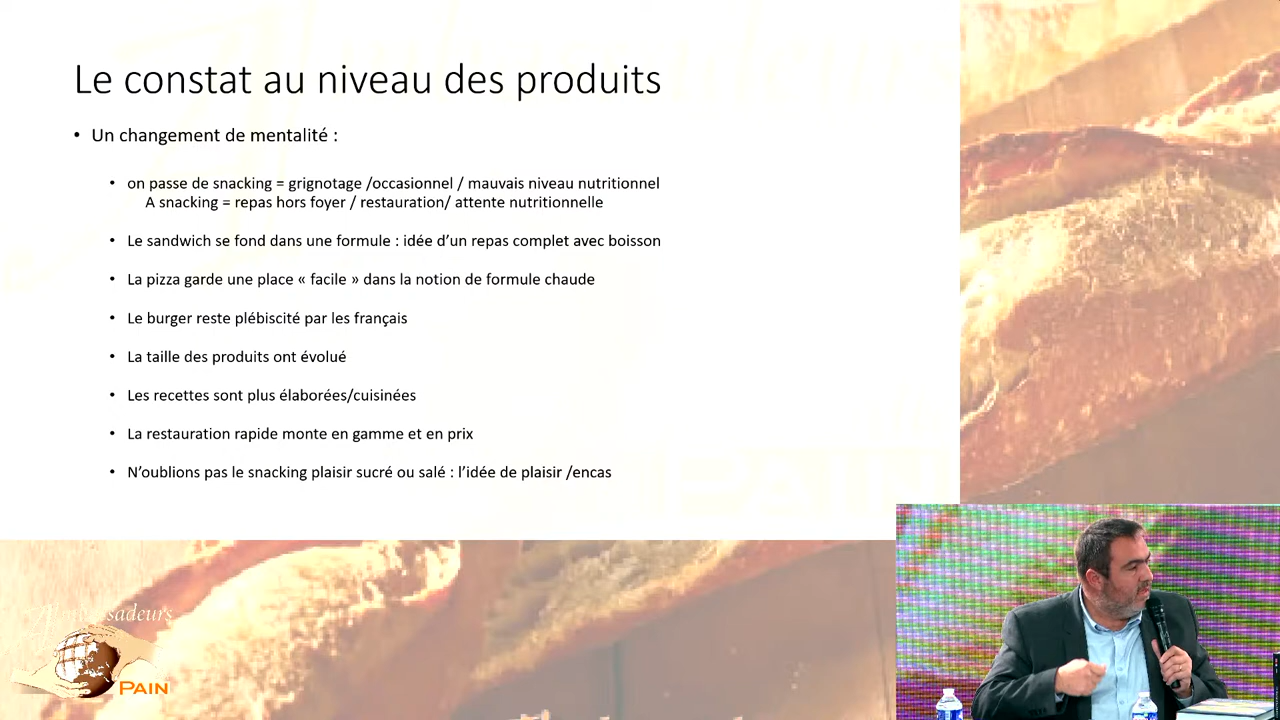 Le constat au niveau des produits
• Un changement de mentalité :
• on passe de snacking = grignotage /occasionnel / mauvais niveau nutritionnel
A snacking = repas hors foyer / restauration/ attente nutritionnelle
• Le sandwich se fond dans une formule : idée d’un repas complet avec boisson
• La pizza garde une place « facile » dans la notion de formule chaude
• Le burger reste plébiscité par les français
• La taille des produits ont évolué
• Les recettes sont plus élaborées/cuisinées
• La restauration rapide monte en gamme et en prix
• N’oublions pas le snacking plaisir sucré ou salé : l’idée de plaisir /encas
Ambassadeurs
PAIN